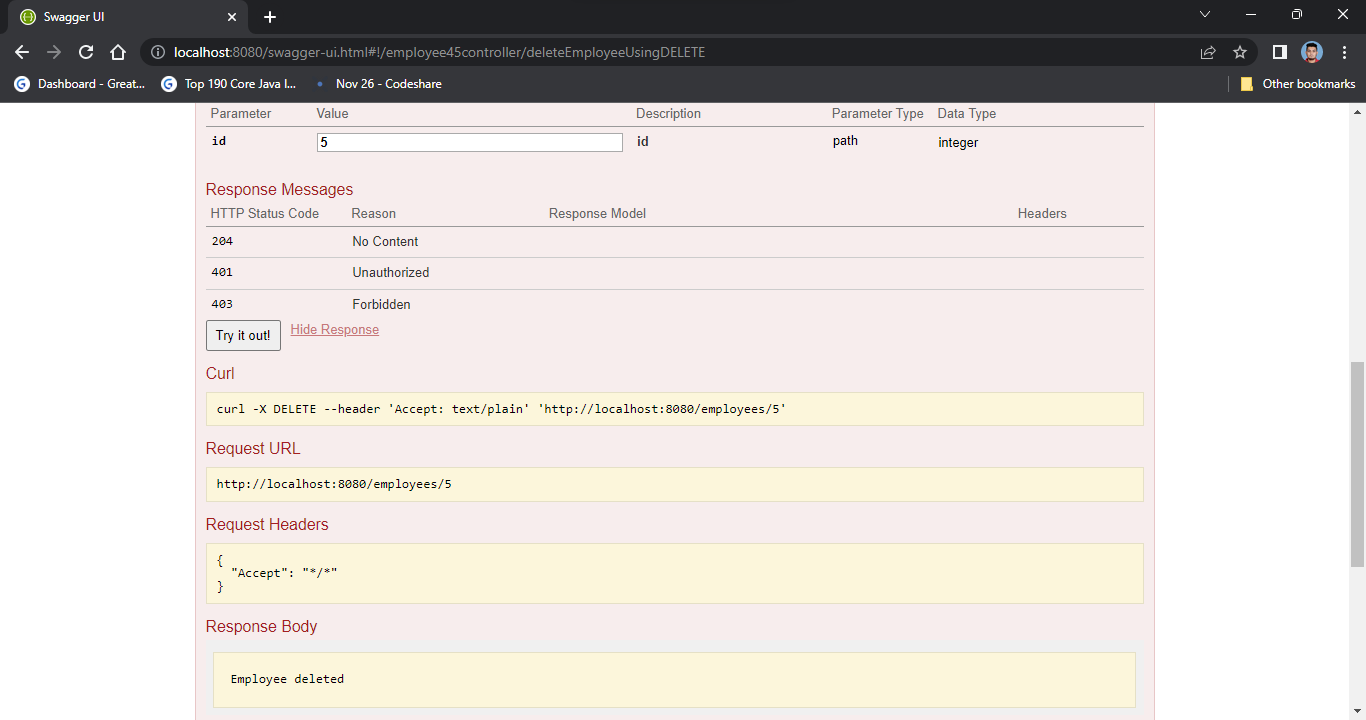 Swagger UI
localhost:8080/swagger-ui.html#!/employee45controller/deleteEmployeeUsingDELETE
Dashboard - Great... Top 190 Core Java I... Nov 26 - Codeshare Other bookmarks
Parameter Value Description Parameter Type Data Type
id 5 id path integer
Response Messages
HTTP Status Code Reason Response Model Headers
204 No Content
401 Unauthorized
403 Forbidden
Try it out! Hide Response
Curl
curl -X DELETE --header 'Accept: text/plain' 'http://localhost:8080/employees/5'
Request URL
http://localhost:8080/employees/5
Request Headers
{
"Accept": "*/*"
}
Response Body
Employee deleted